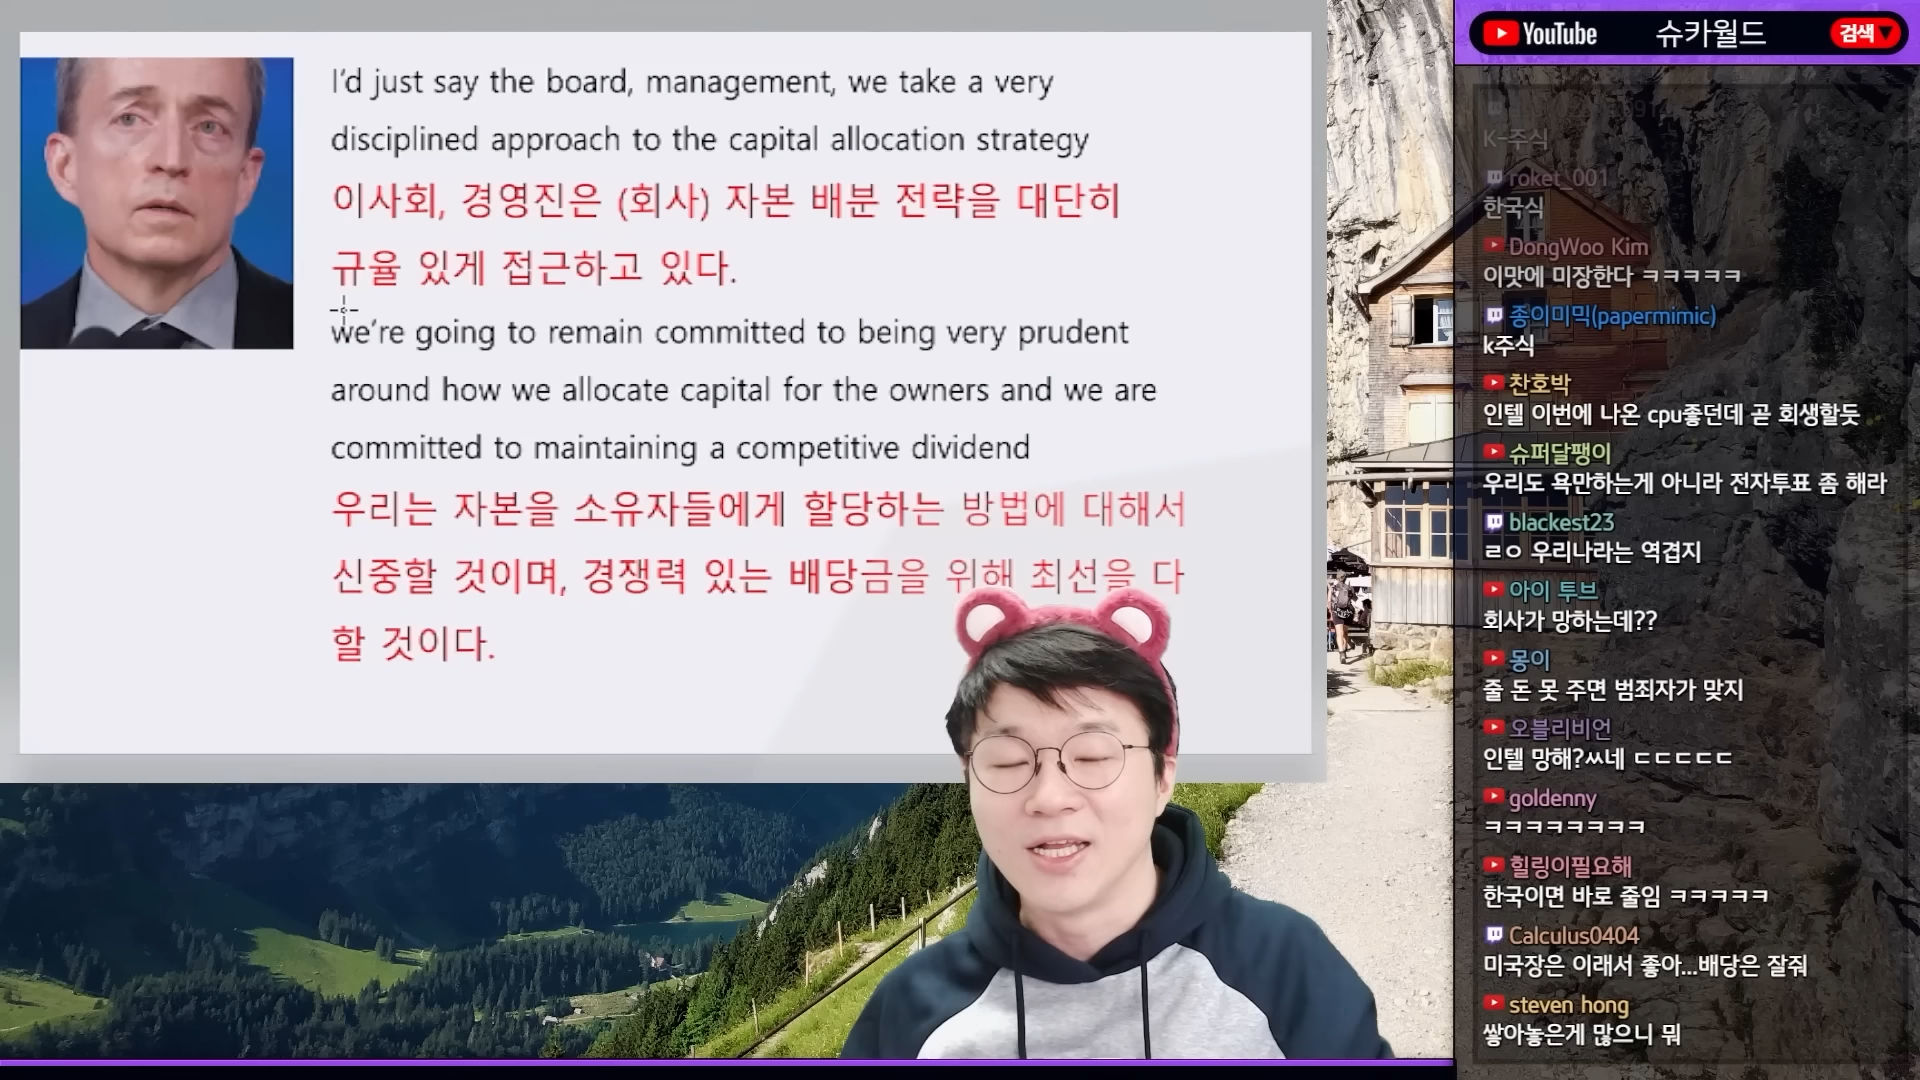 I'd just say the board, management, we take a very
disciplined approach to the capital allocation strategy
이사회, 경영진은 (회사) 자본 배분 전략을 대단히
규율 있게 접근하고 있다.
we're going to remain committed to being very prudent
around how we allocate capital for the owners and we are
committed to maintaining a competitive dividend
우리는 자본을 소유자들에게 할당하는 방법에 대해서
신중할 것이며, 경쟁력 있는 배당금을 위해 최선을 다
할 것이다.
YouTube 슈카월드 검색
K-주식
roket_001
한국식
DongWoo Kim
이맛에 미장한다 ㅋㅋㅋㅋㅋ
종이미믹(papermimic)
k주식
찬호박
인텔 이번에 나온 cpu좋던데 곧 회생할듯
슈퍼달팽이
우리도 욕만하는게 아니라 전자투표 좀 해라
blackest23
ㄹㅇ 우리나라는 역겹지
아이 투브
회사가 망하는데??
몽이
줄 돈 못 주면 범죄자가 맞지
오블리비언
인텔 망해?ㅆ네 ㄷㄷㄷㄷㄷ
goldenny
ㅋㅋㅋㅋㅋㅋㅋㅋ
힐링이필요해
한국이면 바로 줄임 ㅋㅋㅋㅋㅋ
Calculus0404
미국장은 이래서 좋아...배당은 잘줘
steven hong
쌓아놓은게 많으니 뭐